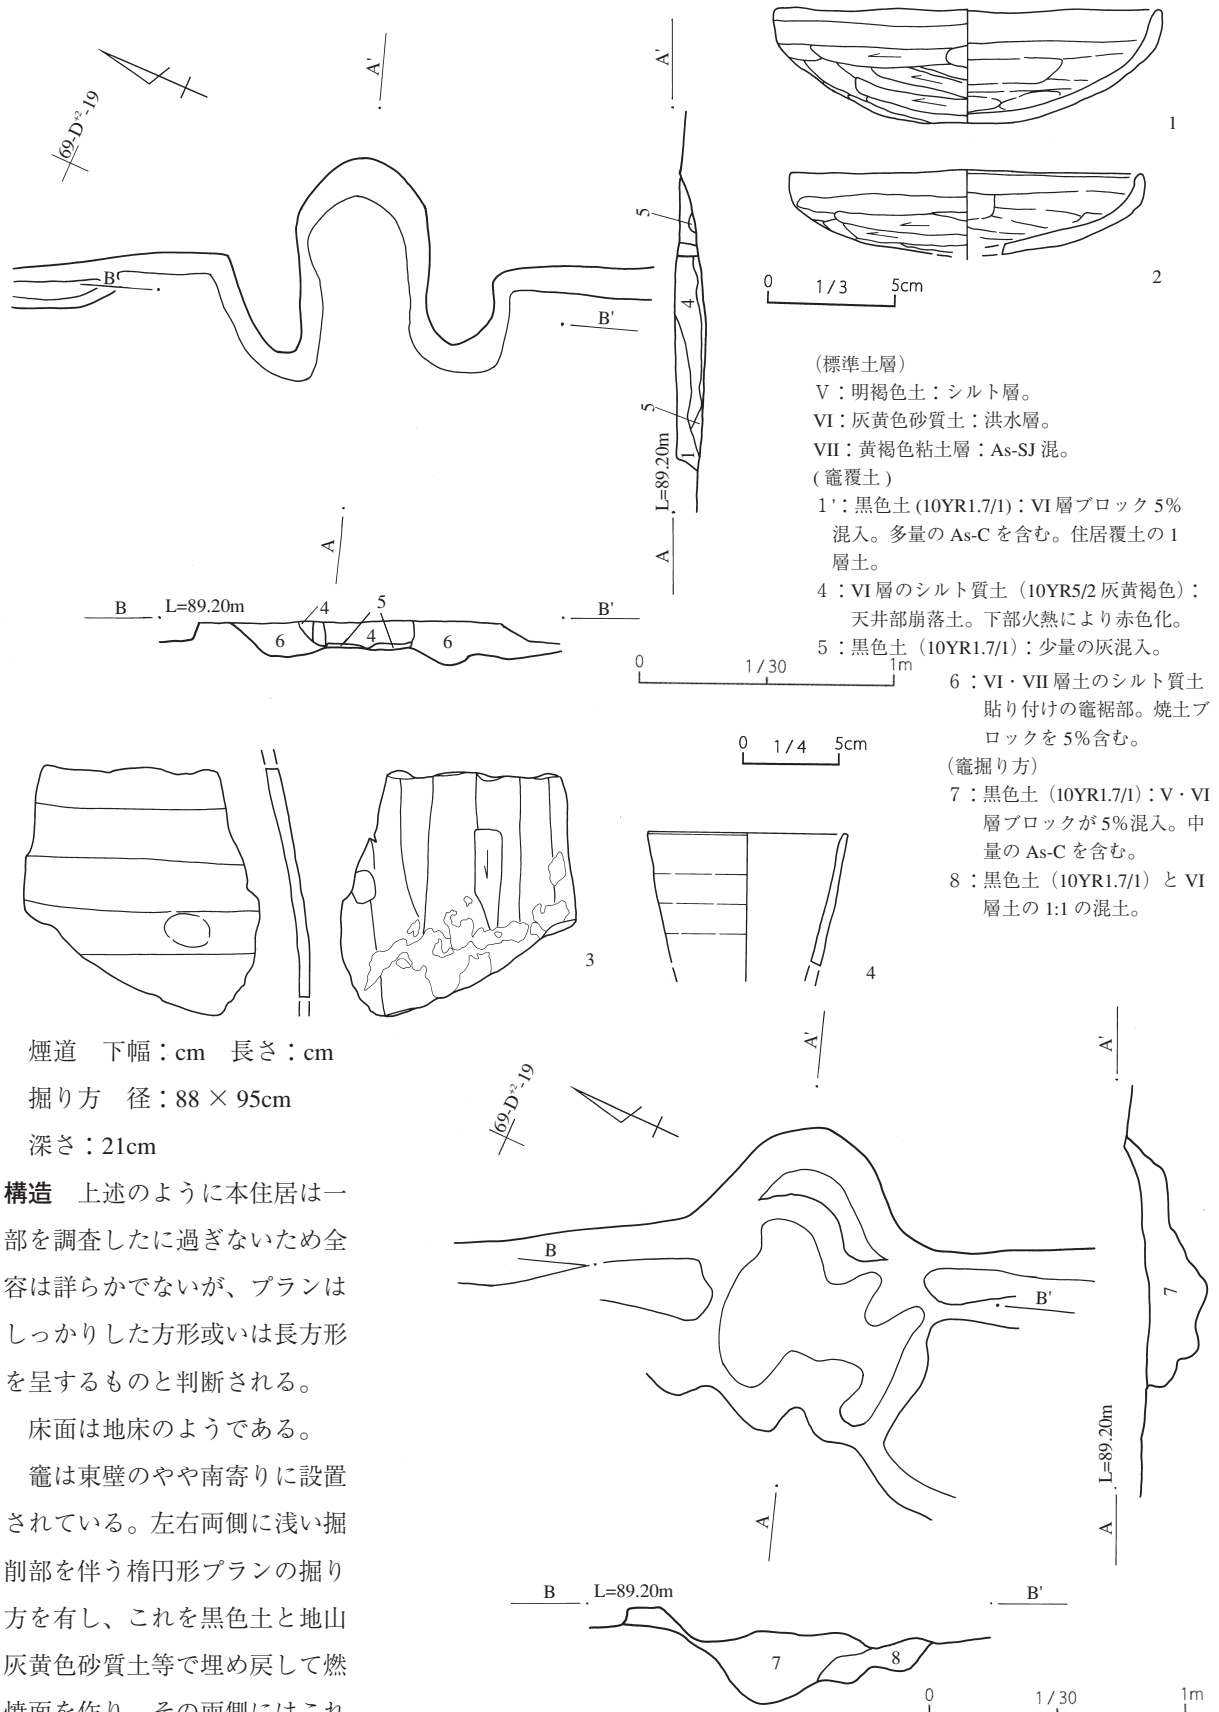 A'
69-D+2-19
B'
B'
A
A'
5
4
5
1
L=89.20m
A
1
2
0 1/3 5cm
（標準土層）
Ⅴ：明褐色土：シルト層。
VI：灰黄色砂質土：洪水層。
VII：黄褐色粘土層：As-SJ 混。
( 竈覆土 )
１'：黒色土 (10YR1.7/1)：VI 層ブロック 5%
混入。多量の As-C を含む。住居覆土の 1
層土。
４：VI 層のシルト質土（10YR5/2 灰黄褐色）：
天井部崩落土。下部火熱により赤色化。
５：黒色土（10YR1.7/1）：少量の灰混入。
６：VI・VII 層土のシルト質土
貼り付けの竈裾部。焼土ブ
ロックを 5%含む。
（竈掘り方）
７：黒色土（10YR1.7/1）：V・VI
層ブロックが 5%混入。中
量の As-C を含む。
８：黒色土（10YR1.7/1）と VI
層土の 1:1 の混土。
B L=89.20m B'
4 5
6 4 6
0 1/30 1m
0 1/4 5cm
3
4
煙道　下幅：cm　長さ：cm
掘り方　径：88 × 95cm
深さ：21cm
構造　上述のように本住居は一
部を調査したに過ぎないため全
容は詳らかでないが、プランは
しっかりした方形或いは長方形
を呈するものと判断される。
床面は地床のようである。
竈は東壁のやや南寄りに設置
されている。左右両側に浅い掘
削部を伴う楕円形プランの掘り
方を有し、これを黒色土と地山
灰黄色砂質土等で埋め戻して燃
焼面を作り、その両側にはこれ
A'
69-D+2-19
B
B'
A
A'
7
L=89.20m
A
B L=89.20m B'
7 8
0 1/30 1m